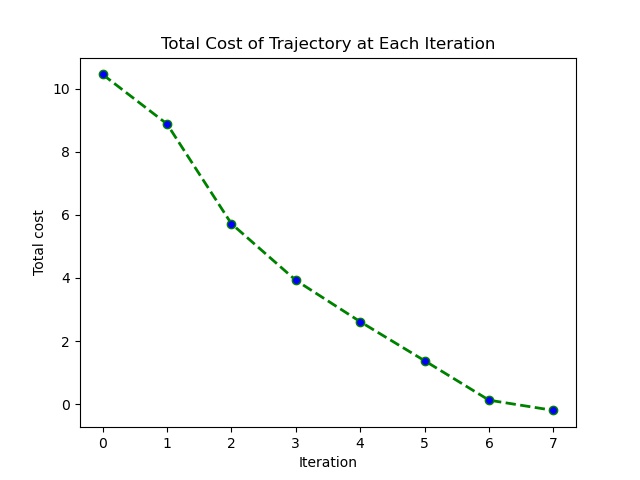 Total Cost of Trajectory at Each Iteration
10
8
6
4
2
0
Total cost
0 1 2 3 4 5 6 7
Iteration